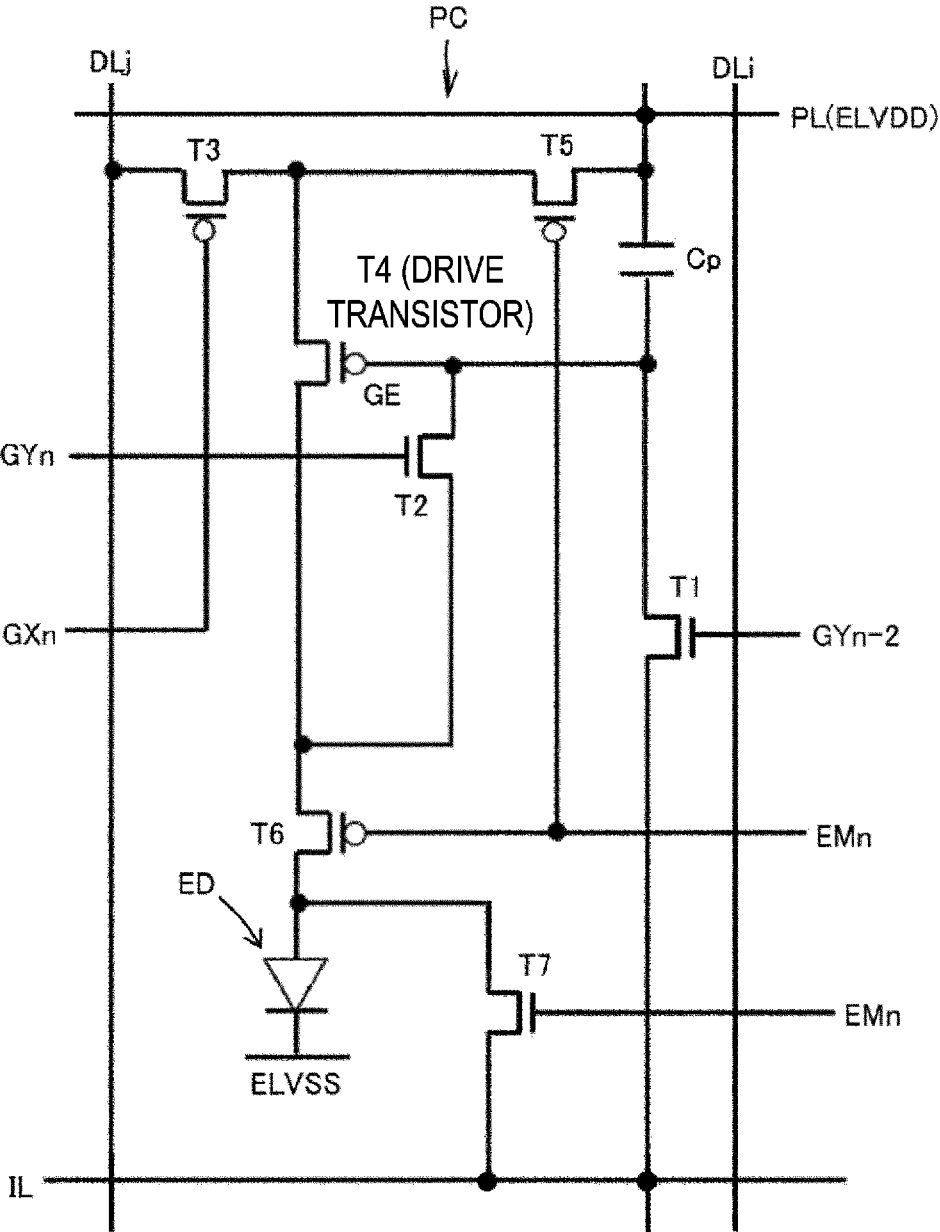 PC
DLj
DLi
PL(ELVDD)
T3
T5
Cp
T4 (DRIVE
TRANSISTOR)
GE
GYn
T2
T1
GXn
GYn-2
T6
EMn
ED
T7
EMn
ELVSS
IL